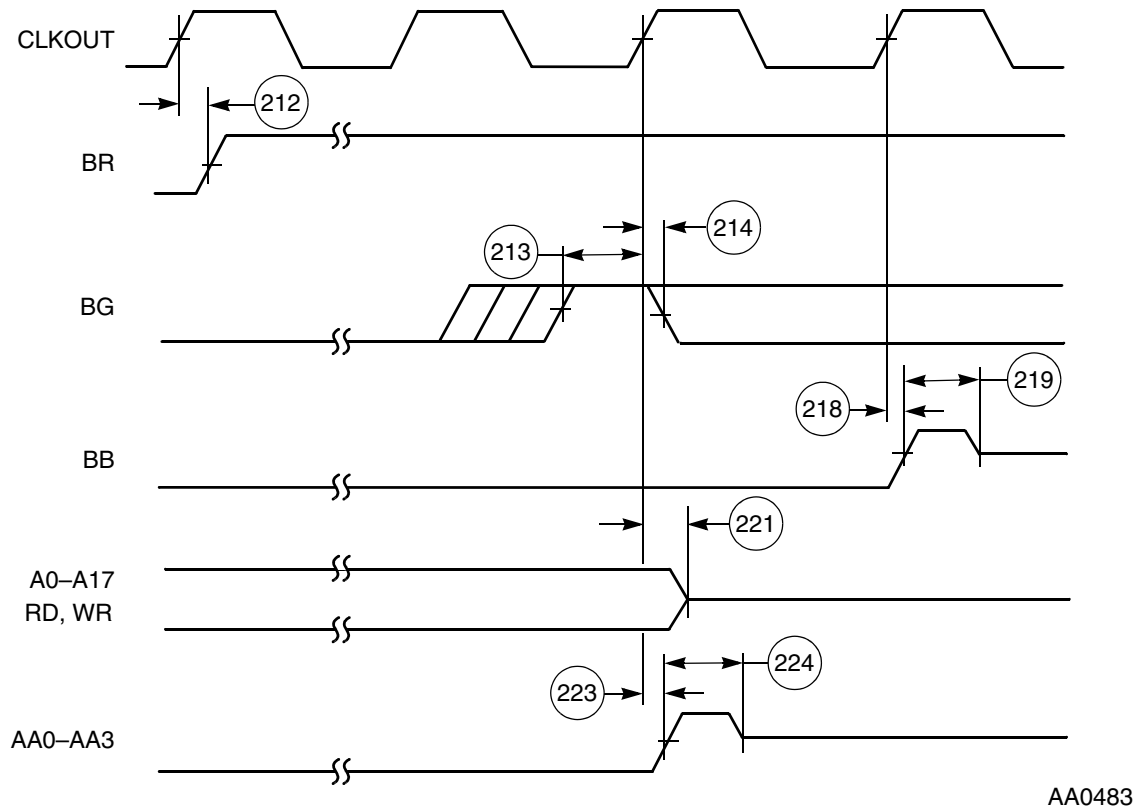 CLKOUT
212
BR
214
213
BG
219
218
BB
221
A0–A17
RD, WR
224
223
AA0–AA3
AA0483